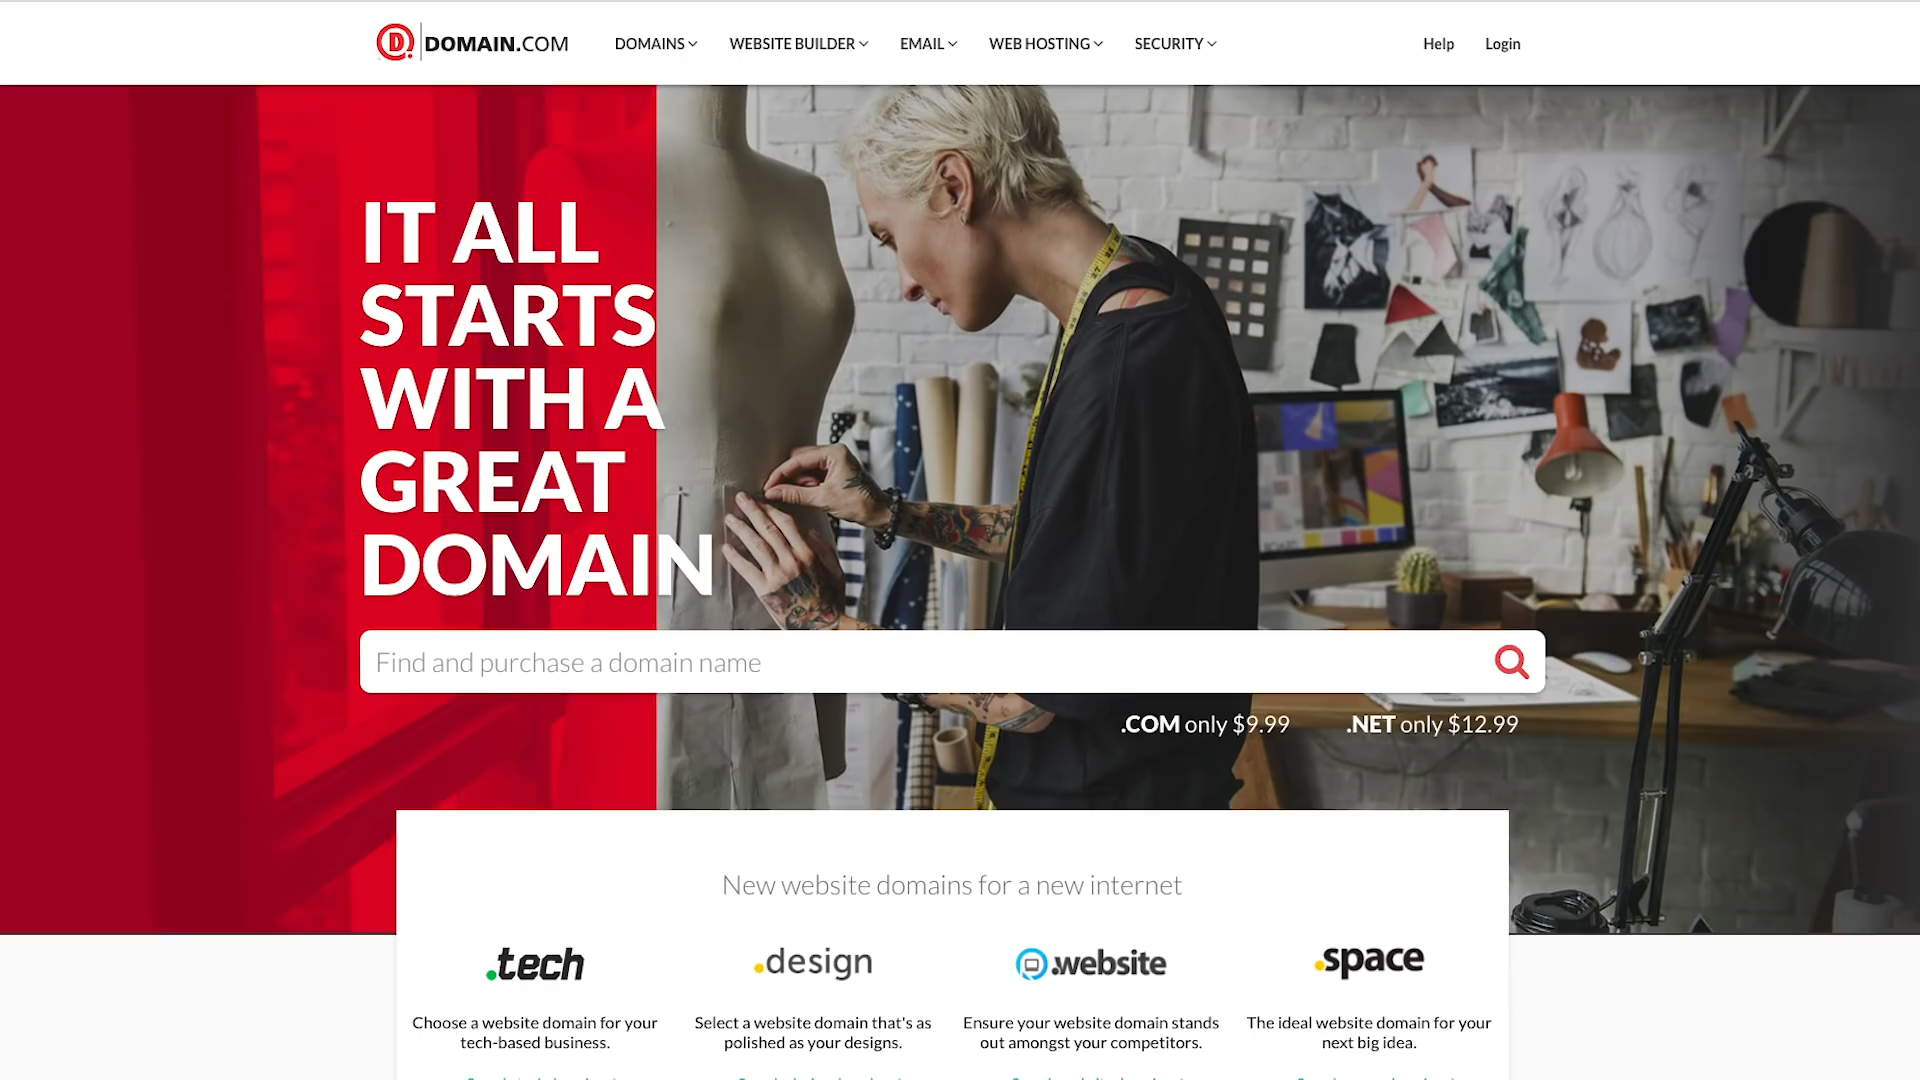 DOMAIN.COM
DOMAINS
WEBSITE BUILDER
EMAIL
WEB HOSTING
SECURITY
Help
Login
IT ALL
STARTS
WITH A
GREAT
DOMAIN
Find and purchase a domain name
.COM only $9.99
.NET only $12.99
New website domains for a new internet
.tech
.design
.website
.space
Choose a website domain for your
tech-based business.
Select a website domain that's as
polished as your designs.
Ensure your website domain stands
out amongst your competitors.
The ideal website domain for your
next big idea.